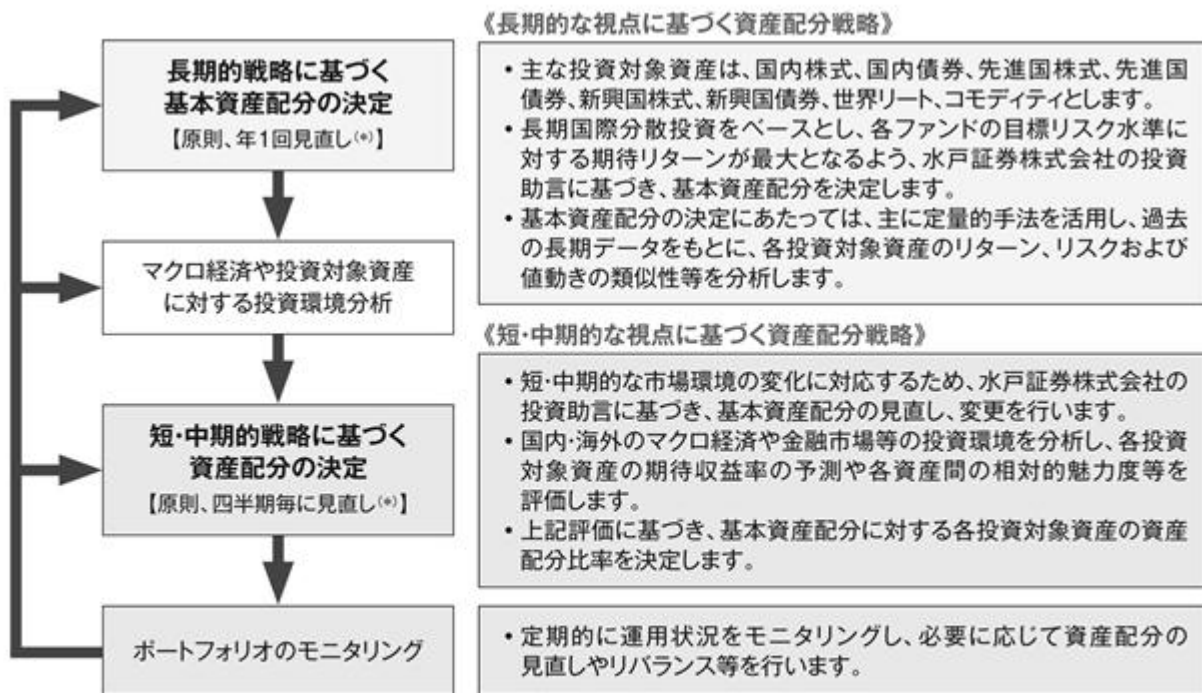 長期的戦略に基づく
基本資産配分の決定
【原則、年1回見直し(*)】
マクロ経済や投資対象資産
に対する投資環境分析
短・中期的戦略に基づく
資産配分の決定
【原則、四半期毎に見直し(*)】
ポートフォリオのモニタリング
《長期的な視点に基づく資産配分戦略》
• 主な投資対象資産は、国内株式、国内債券、先進国株式、先進国
債券、新興国株式、新興国債券、世界リート、コモディティとします。
• 長期国際分散投資をベースとし、各ファンドの目標リスク水準に
対する期待リターンが最大となるよう、水戸証券株式会社の投資
助言に基づき、基本資産配分を決定します。
• 基本資産配分の決定にあたっては、主に定量的手法を活用し、過去
の長期データをもとに、各投資対象資産のリターン、リスクおよび
値動きの類似性等を分析します。
《短・中期的な視点に基づく資産配分戦略》
• 短・中期的な市場環境の変化に対応するため、水戸証券株式会社の
投資助言に基づき、基本資産配分の見直し、変更を行います。
• 国内・海外のマクロ経済や金融市場等の投資環境を分析し、各投資
対象資産の期待収益率の予測や各資産間の相対的魅力度等を
評価します。
• 上記評価に基づき、基本資産配分に対する各投資対象資産の資産
配分比率を決定します。
• 定期的に運用状況をモニタリングし、必要に応じて資産配分の
見直しやリバランス等を行います。